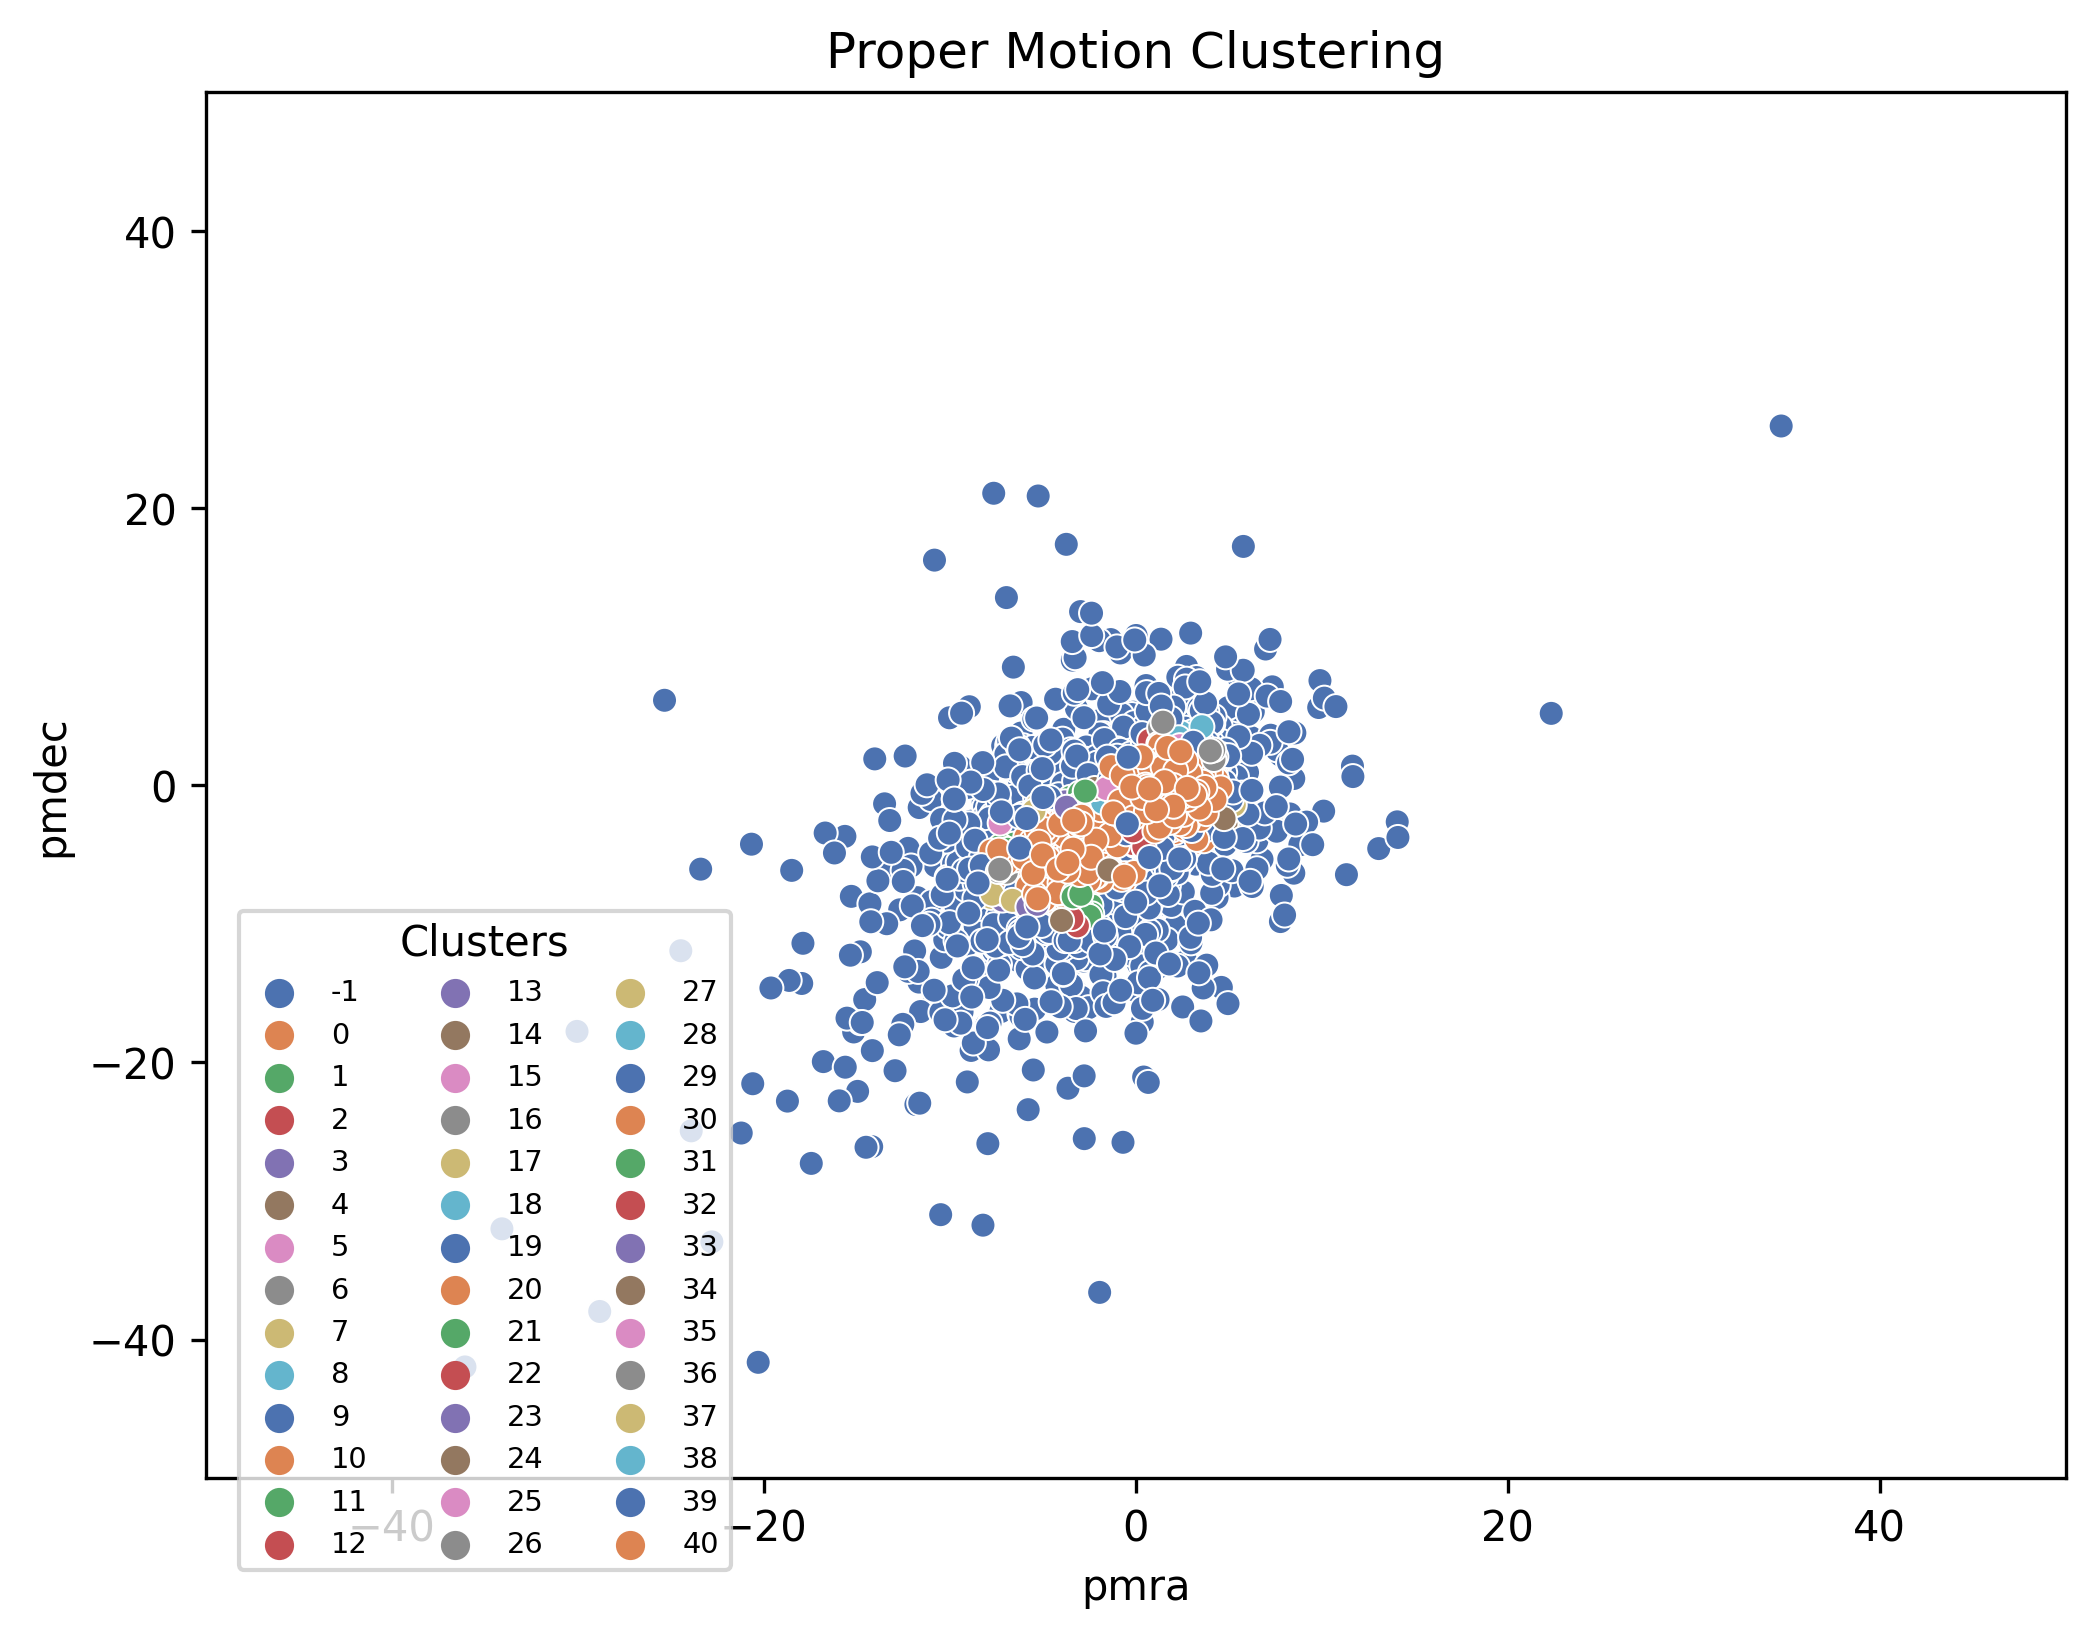 Proper Motion Clustering
pmdec
40
20
0
−20
−40
Clusters
-1 13 27
0 14 28
1 15 29
2 16 30
3 17 31
4 18 32
5 19 33
6 20 34
7 21 35
8 22 36
9 23 37
10 24 38
11 25 39
12 26 40
−40 −20 0 20 40
pmra